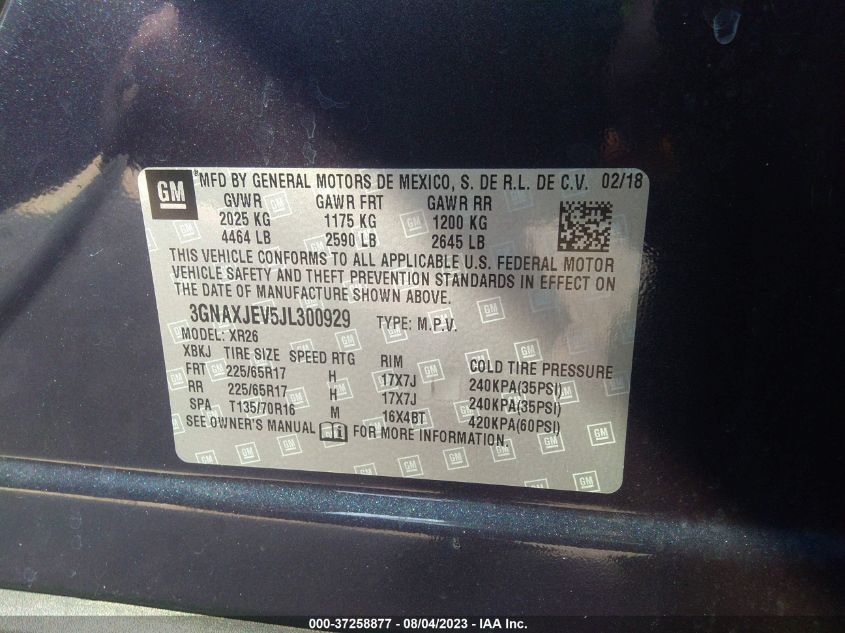 GM ®MFD BY GENERAL MOTORS DE MEXICO, S. DE R.L. DE C.V. 02/18
GVWR GAWR FRT GAWR RR
2025 KG 1175 KG 1200 KG
4464 LB 2590 LB 2645 LB
THIS VEHICLE CONFORMS TO ALL APPLICABLE U.S. FEDERAL MOTOR
VEHICLE SAFETY AND THEFT PREVENTION STANDARDS IN EFFECT ON
THE DATE OF MANUFACTURE SHOWN ABOVE.
3GNAXJEV5JL300929 TYPE: M.P.V.
MODEL: XR26
XBKJ TIRE SIZE SPEED RTG RIM COLD TIRE PRESSURE
FRT 225/65R17 H 17X7J 240KPA(35PSI)
RR 225/65R17 H 17X7J 240KPA(35PSI)
SPA T135/70R16 M 16X4BT 420KPA(60PSI)
SEE OWNER'S MANUAL FOR MORE INFORMATION.
000-37258877 - 08/04/2023 - IAA Inc.